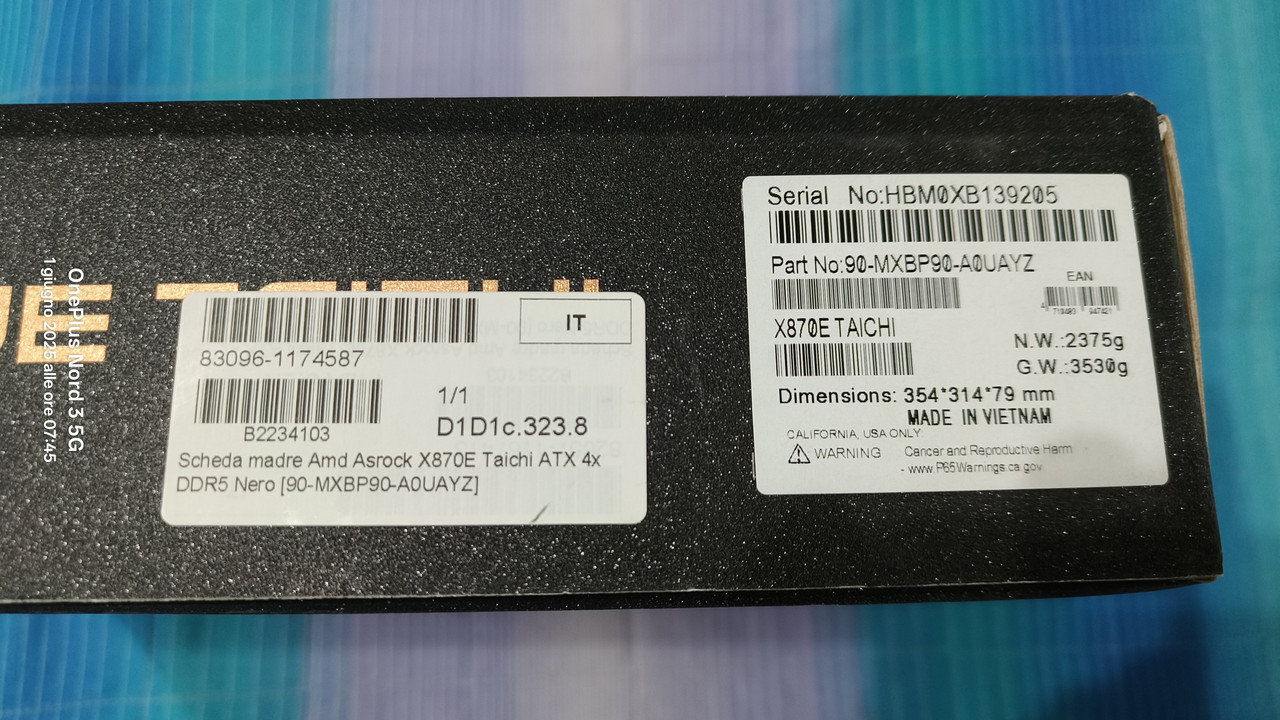 OnePlus Nord 3 5G
1 giugno 2025 alle ore 07:45
83096-1174587
IT
B2234103
1/1
D1D1c.323.8
Scheda madre Amd Asrock X870E Taichi ATX 4x
DDR5 Nero [90-MXBP90-A0UAYZ]
Serial No:HBM0XB139205
Part No:90-MXBP90-A0UAYZ
EAN
4 719483 947421
X870E TAICHI
N.W.:2375g
G.W.:3530g
Dimensions: 354*314*79 mm
MADE IN VIETNAM
CALIFORNIA, USA ONLY
WARNING Cancer and Reproductive Harm
- www.P65Warnings.ca.gov